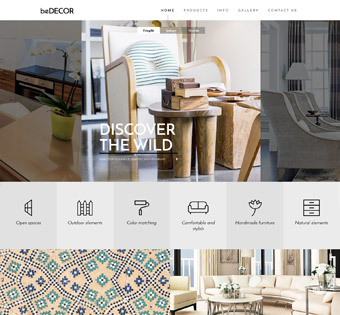 beDECOR
HOME PRODUCTS INFO GALLERY CONTACT US
DISCOVER
THE WILD
Open spaces
Outdoor elements
Color matching
Comfortable and
stylish
Handmade furniture
Natural elements